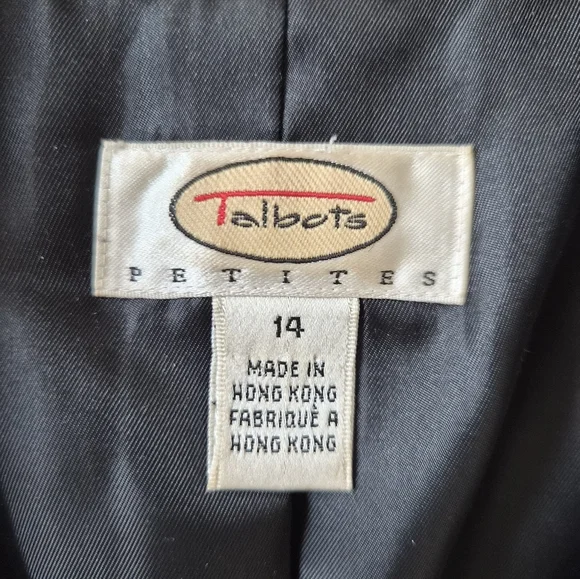 Talbots
PETITES
14
MADE IN
HONG KONG
FABRIQUÈ A
HONG KONG